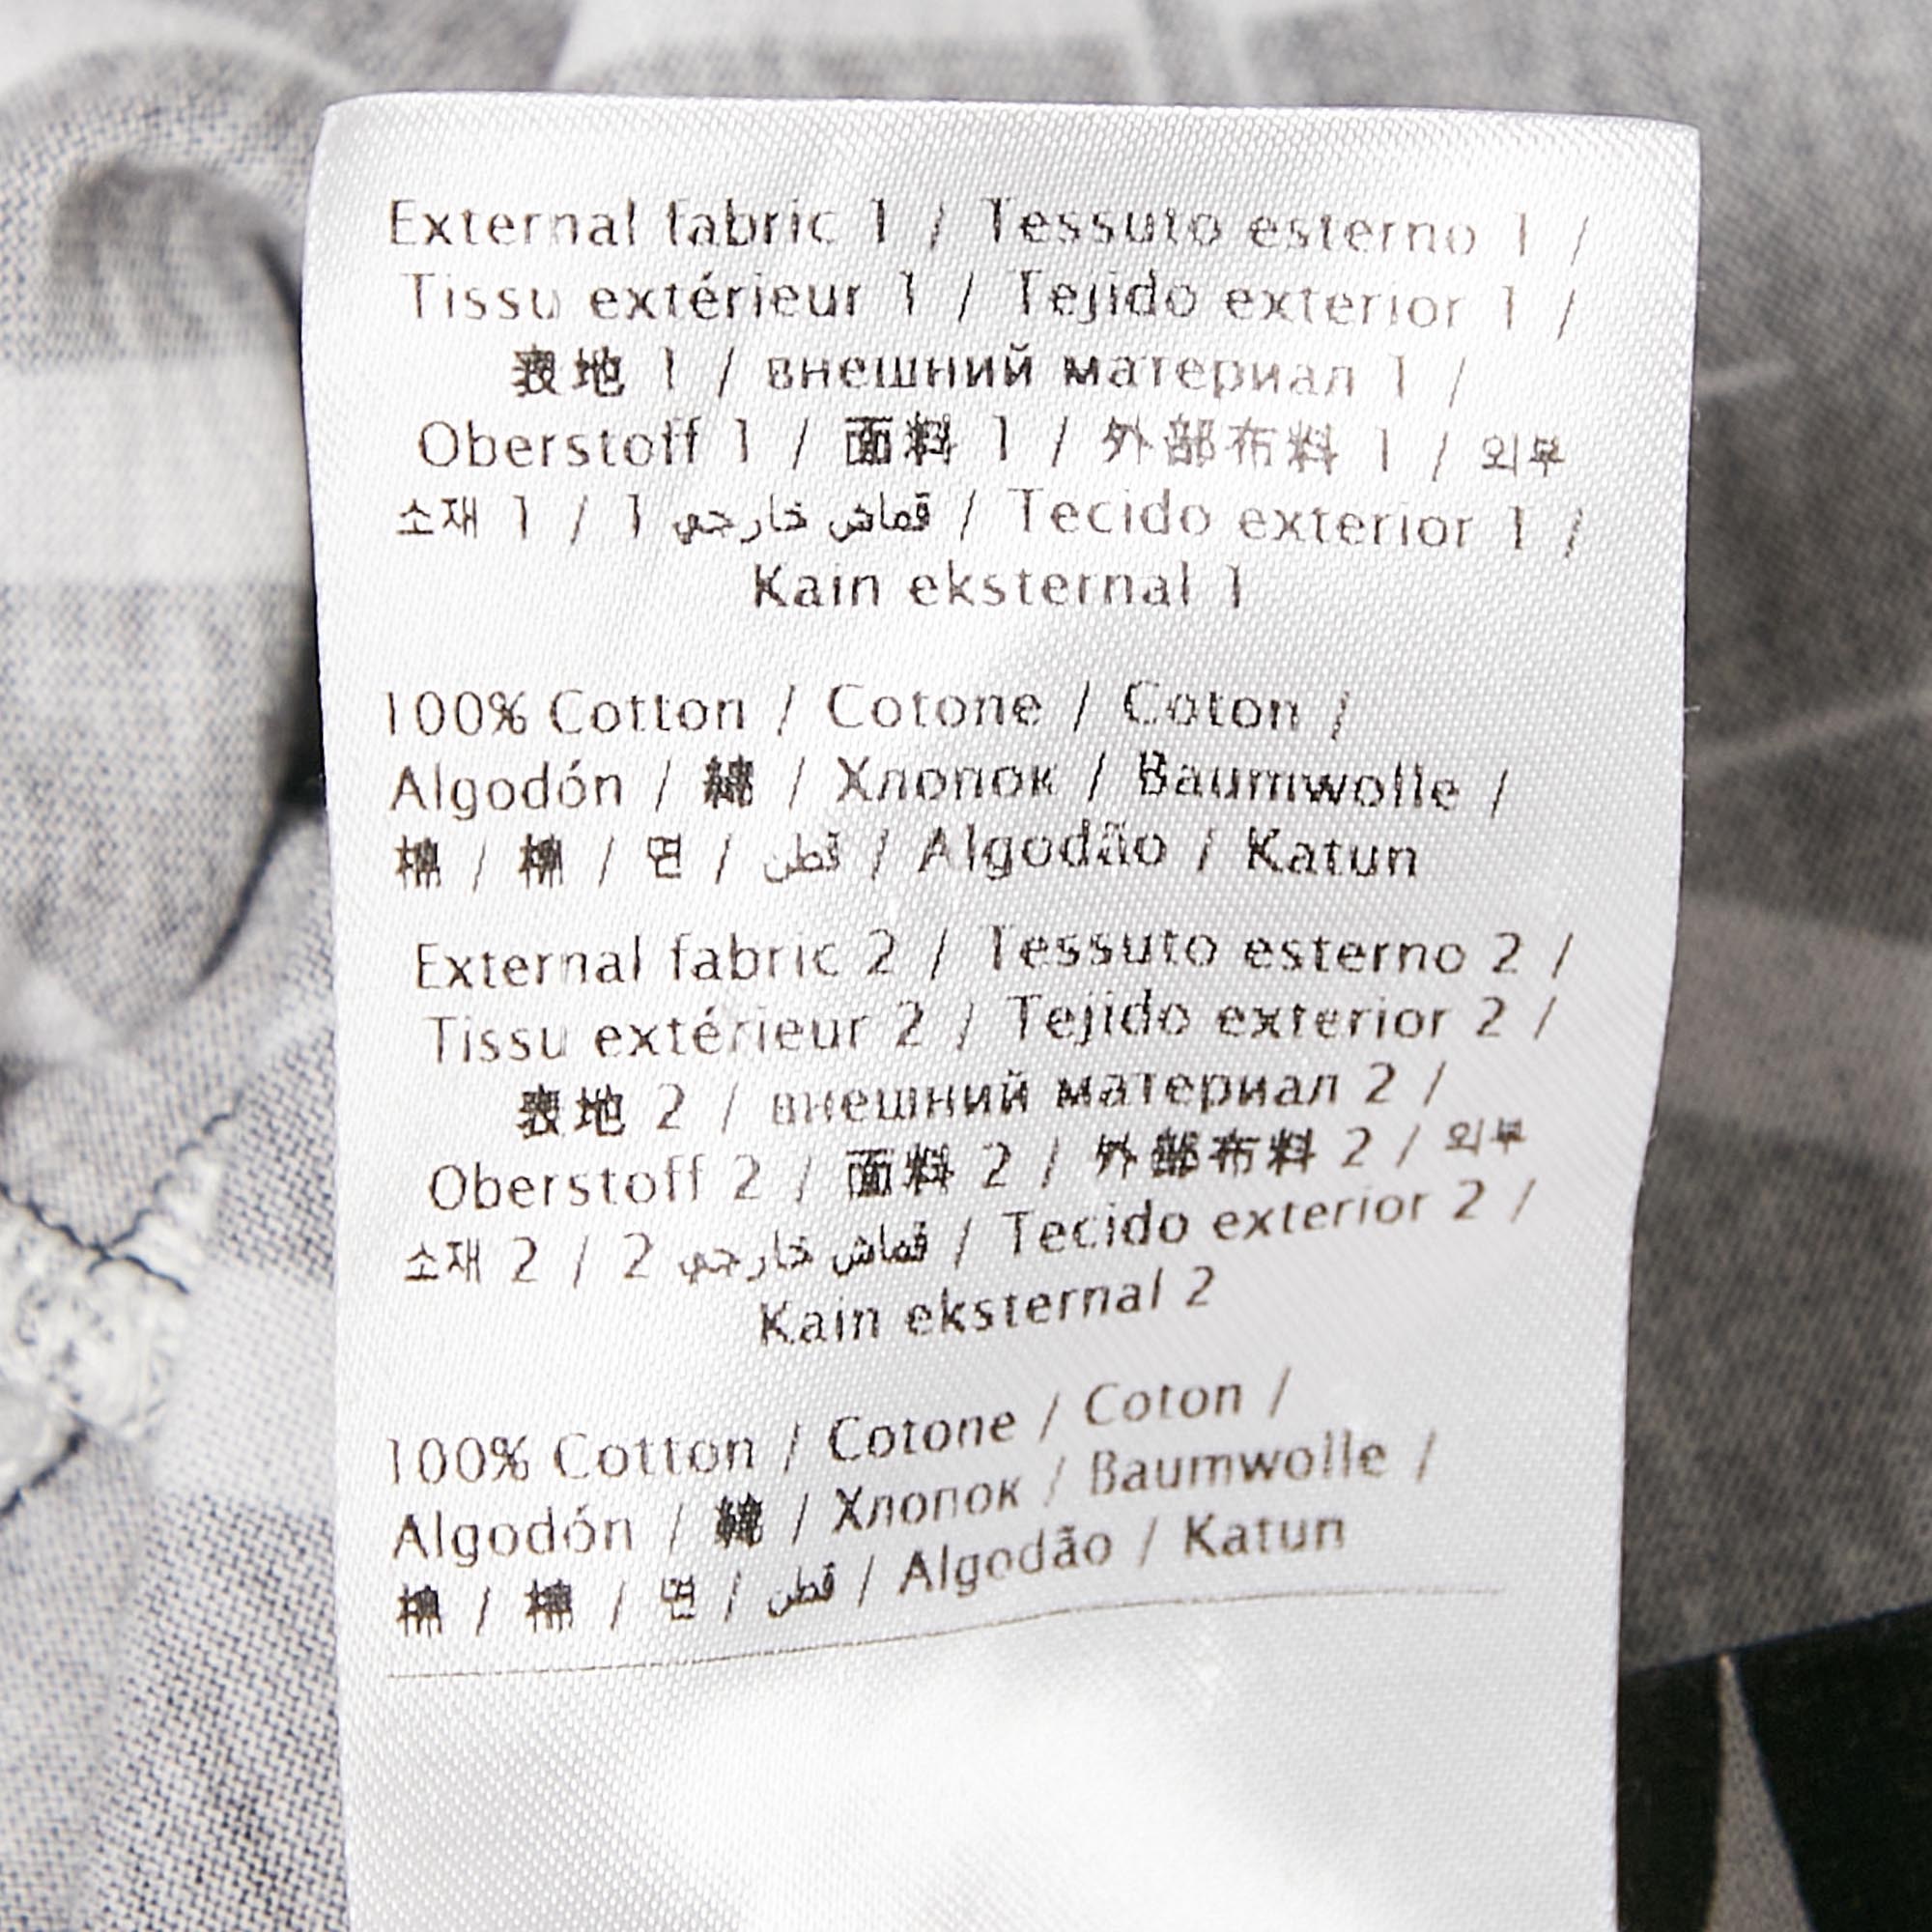 External fabric 1 / Tessuto esterno 1 /
Tissu extérieur 1 / Tejido exterior 1 /
表地 1 / внешний материал 1 /
Oberstoff 1 / 面料 1 / 外部布料 1 / 외부
소재 1 / 1 قماش خارجي / Tecido exterior 1 /
Kain eksternal 1
100% Cotton / Cotone / Coton /
Algodón / 綿 / Хлопок / Baumwolle /
棉 / 棉 / 면 / قطن / Algodão / Katun
External fabric 2 / Tessuto esterno 2 /
Tissu extérieur 2 / Tejido exterior 2 /
表地 2 / внешний материал 2 /
Oberstoff 2 / 面料 2 / 外部布料 2 / 외부
소재 2 / 2 قماش خارجي / Tecido exterior 2 /
Kain eksternal 2
100% Cotton / Cotone / Coton /
Algodón / 綿 / Хлопок / Baumwolle /
棉 / 棉 / 면 / قطن / Algodão / Katun